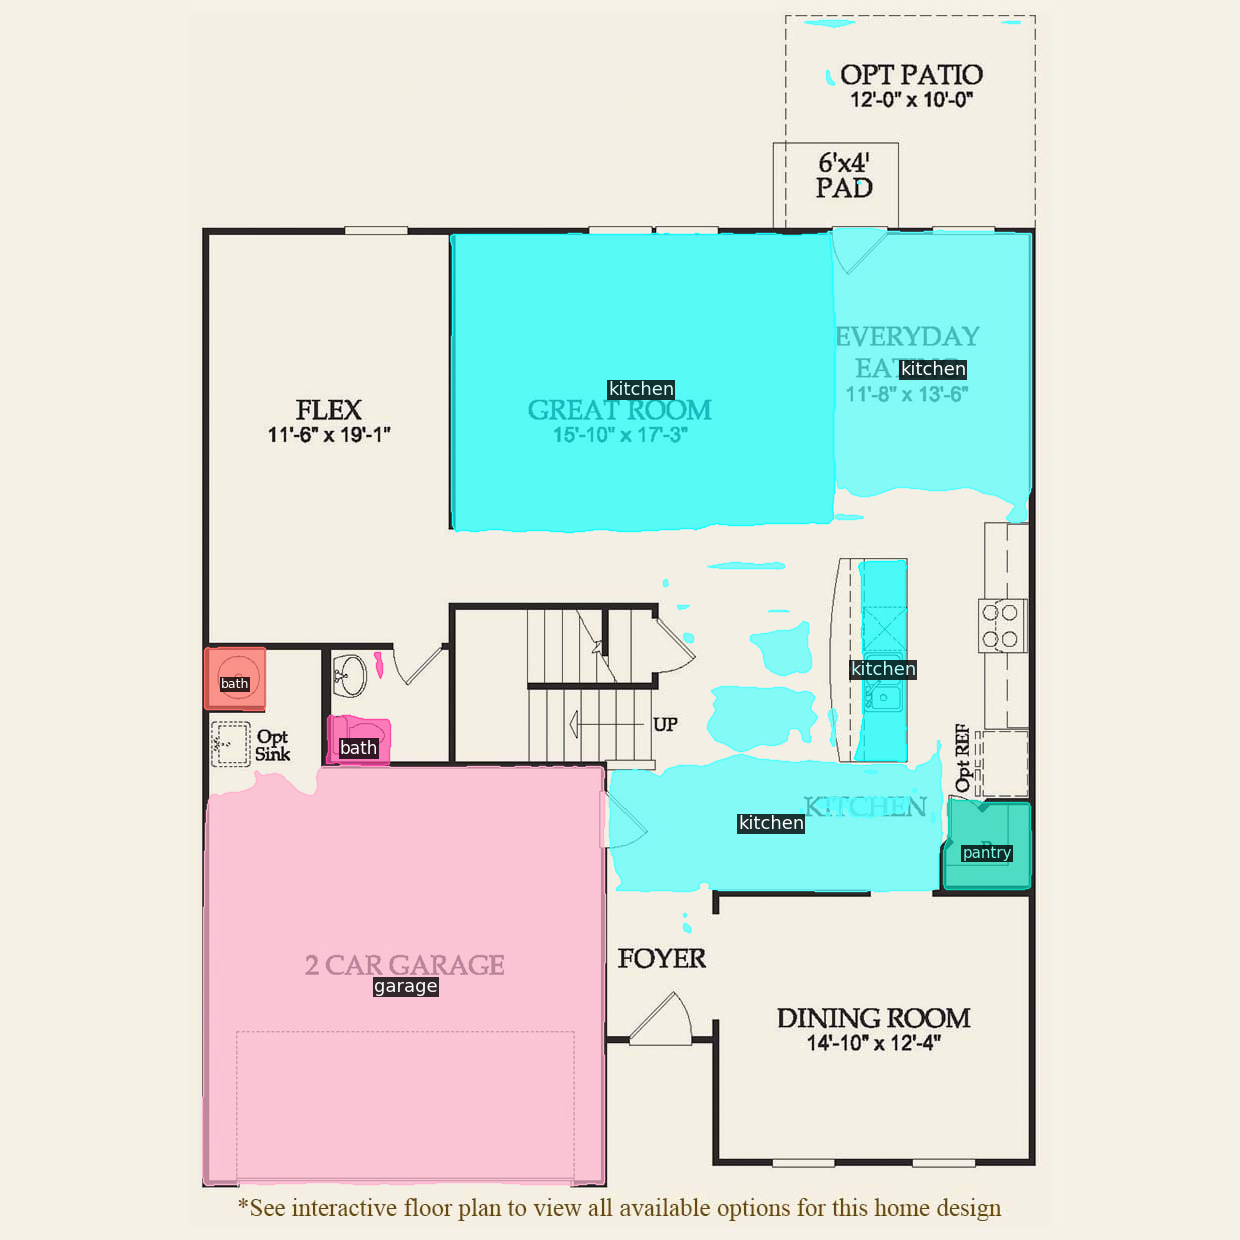 OPT PATIO
12'-0" x 10'-0"
6'x4'
PAD
EVERYDAY
kitchen
11'-8" x 13'-6"
kitchen
GREAT ROOM
15'-10" x 17'-3"
FLEX
11'-6" x 19'-1"
bath
kitchen
bath
Opt
Sink
UP
Opt REF
KITCHEN
kitchen
pantry
2 CAR GARAGE
garage
FOYER
DINING ROOM
14'-10" x 12'-4"
*See interactive floor plan to view all available options for this home design